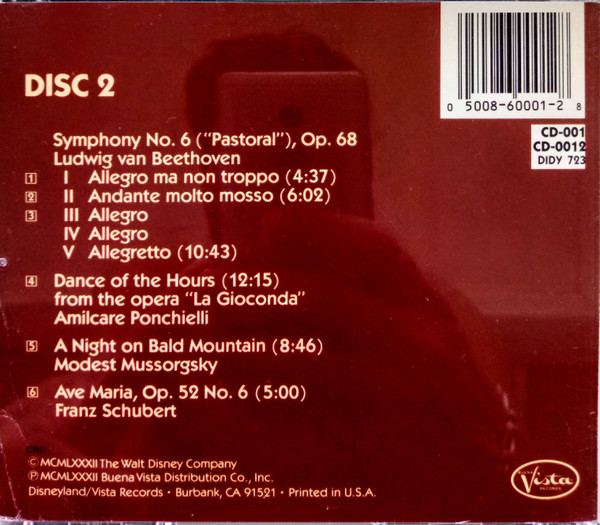 DISC 2
0 5008-60001-2 8
CD-001
CD-0012
DIDY 723
Symphony No. 6 ("Pastoral"), Op. 68
Ludwig van Beethoven
1 I Allegro ma non troppo (4:37)
2 II Andante molto mosso (6:02)
3 III Allegro
IV Allegro
V Allegretto (10:43)
4 Dance of the Hours (12:15)
from the opera "La Gioconda"
Amilcare Ponchielli
5 A Night on Bald Mountain (8:46)
Modest Mussorgsky
6 Ave Maria, Op. 52 No. 6 (5:00)
Franz Schubert
CRC
© MCMLXXXII The Walt Disney Company
℗ MCMLXXXII Buena Vista Distribution Co., Inc.
Disneyland/Vista Records • Burbank, CA 91521 • Printed in U.S.A.
BUENA
Vista
RECORDS